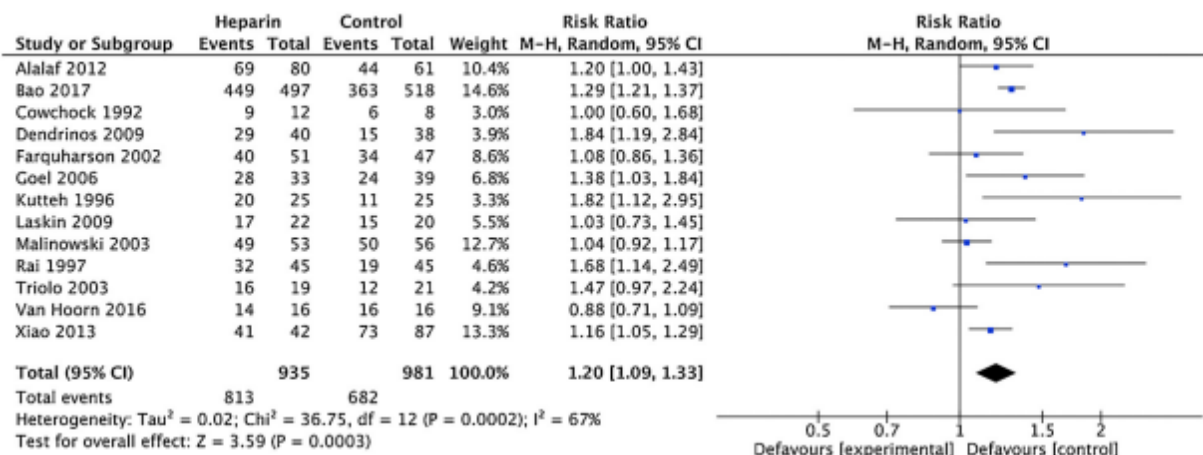 Heparin Control Risk Ratio Risk Ratio
Study or Subgroup Events Total Events Total Weight M-H, Random, 95% CI M-H, Random, 95% CI
Alalaf 2012 69 80 44 61 10.4% 1.20 [1.00, 1.43]
Bao 2017 449 497 363 518 14.6% 1.29 [1.21, 1.37]
Cowchock 1992 9 12 6 8 3.0% 1.00 [0.60, 1.68]
Dendrinos 2009 29 40 15 38 3.9% 1.84 [1.19, 2.84]
Farquharson 2002 40 51 34 47 8.6% 1.08 [0.86, 1.36]
Goel 2006 28 33 24 39 6.8% 1.38 [1.03, 1.84]
Kutteh 1996 20 25 11 25 3.3% 1.82 [1.12, 2.95]
Laskin 2009 17 22 15 20 5.5% 1.03 [0.73, 1.45]
Malinowski 2003 49 53 50 56 12.7% 1.04 [0.92, 1.17]
Rai 1997 32 45 19 45 4.6% 1.68 [1.14, 2.49]
Triolo 2003 16 19 12 21 4.2% 1.47 [0.97, 2.24]
Van Hoorn 2016 14 16 16 16 9.1% 0.88 [0.71, 1.09]
Xiao 2013 41 42 73 87 13.3% 1.16 [1.05, 1.29]
Total (95% CI) 935 981 100.0% 1.20 [1.09, 1.33]
Total events 813 682
Heterogeneity: Tau² = 0.02; Chi² = 36.75, df = 12 (P = 0.0002); I² = 67%
Test for overall effect: Z = 3.59 (P = 0.0003)
0.5 0.7 1 1.5 2
Defavours [experimental] Defavours [control]